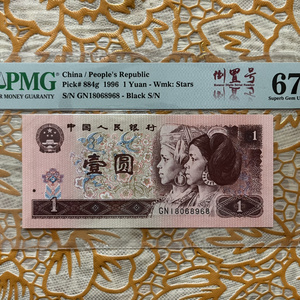 PMG
PAPER MONEY GUARANTY
China / People's Republic
Pick# 884g 1996 1 Yuan - Wmk: Stars
S/N GN18068968 - Black S/N
倒置号
67
Superb Gem U
中国人民银行
壹圆
1
1
GN18068968